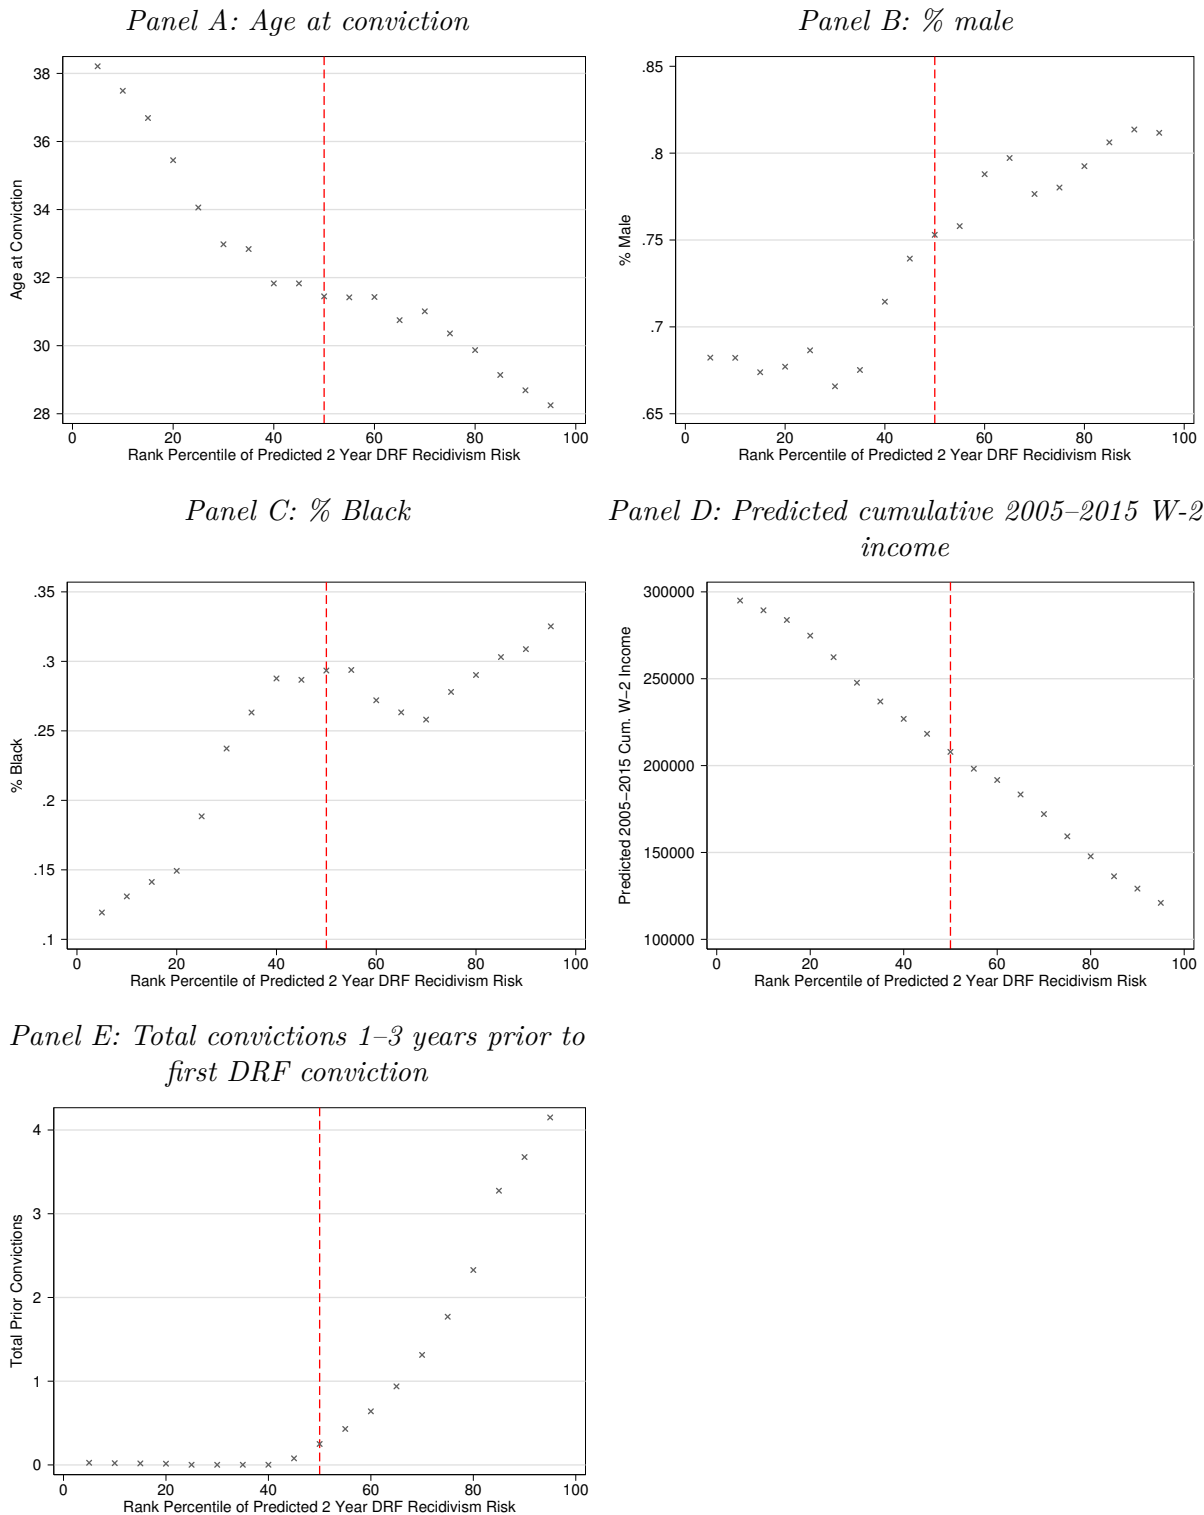 Panel A: Age at conviction
38
36
34
32
30
28
Age at Conviction
0 20 40 60 80 100
Rank Percentile of Predicted 2 Year DRF Recidivism Risk
Panel B: % male
.85
.8
.75
.7
.65
% Male
0 20 40 60 80 100
Rank Percentile of Predicted 2 Year DRF Recidivism Risk
Panel C: % Black
.35
.3
.25
.2
.15
.1
% Black
0 20 40 60 80 100
Rank Percentile of Predicted 2 Year DRF Recidivism Risk
Panel D: Predicted cumulative 2005–2015 W-2
income
300000
250000
200000
150000
100000
Predicted 2005−2015 Cum. W−2 Income
0 20 40 60 80 100
Rank Percentile of Predicted 2 Year DRF Recidivism Risk
Panel E: Total convictions 1–3 years prior to
first DRF conviction
4
3
2
1
0
Total Prior Convictions
0 20 40 60 80 100
Rank Percentile of Predicted 2 Year DRF Recidivism Risk